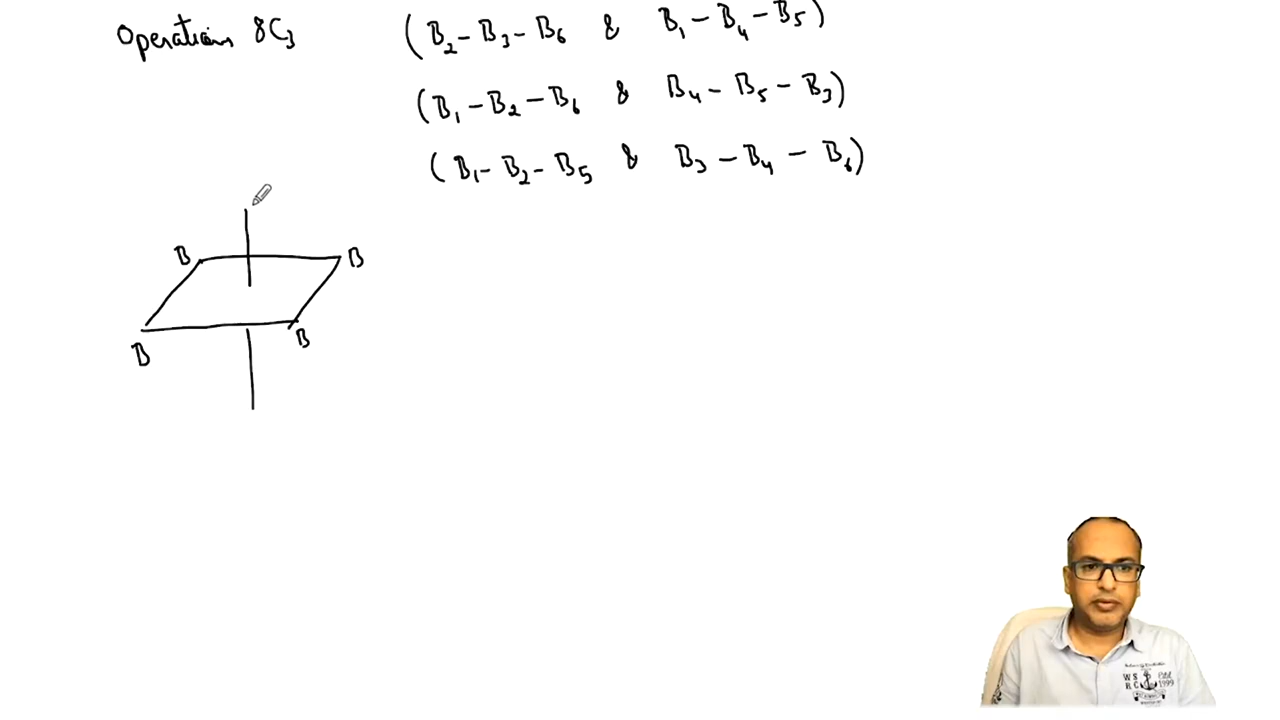 Operations 8C₃ (B₂ - B₃ - B₆ & B₁ - B₄ - B₅)
(B₁ - B₂ - B₆ & B₄ - B₅ - B₃)
(B₁ - B₂ - B₅ & B₃ - B₄ - B₆)
B B
B B
W S
R C 1999